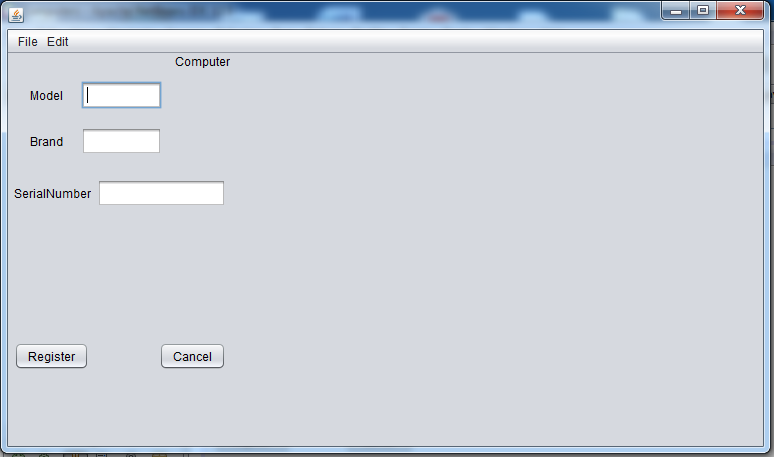 File Edit
Computer
Model
Brand
SerialNumber
Register Cancel